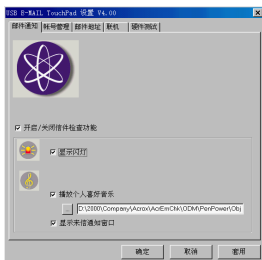 USB E-MAIL TouchPad 设置 V4.00
邮件通知 帐号管理 邮件地址 联机 硬件测试
开启/关闭信件检查功能
显示闪灯
播放个人喜好音乐
... D:\2000\Company\Acrox\AcrEmChk\ODM\PenPower\Obj
显示来信通知窗口
确定 取消 套用